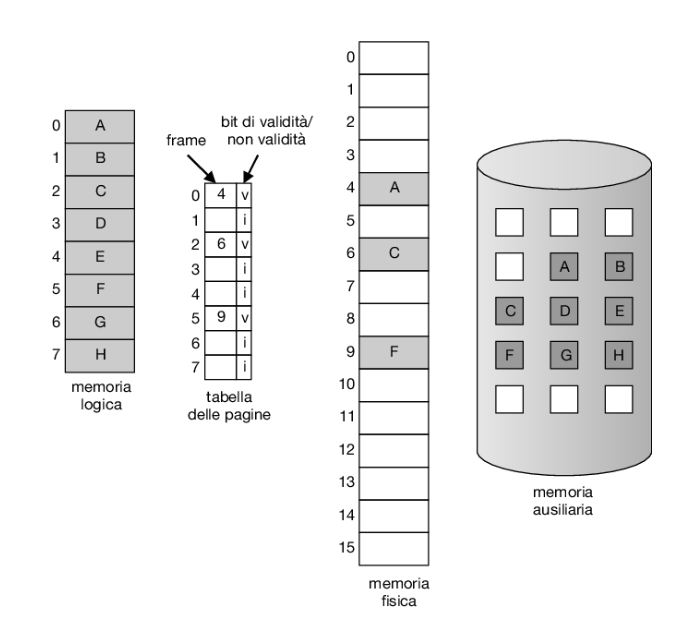 0 A
1 B
2 C
3 D
4 E
5 F
6 G
7 H
memoria
logica
frame
bit di validità/
non validità
0 4 v
1 i
2 6 v
3 i
4 i
5 9 v
6 i
7 i
tabella
delle pagine
0
1
2
3
4 A
5
6 C
7
8
9 F
10
11
12
13
14
15
memoria
fisica
A B
C D E
F G H
memoria
ausiliaria